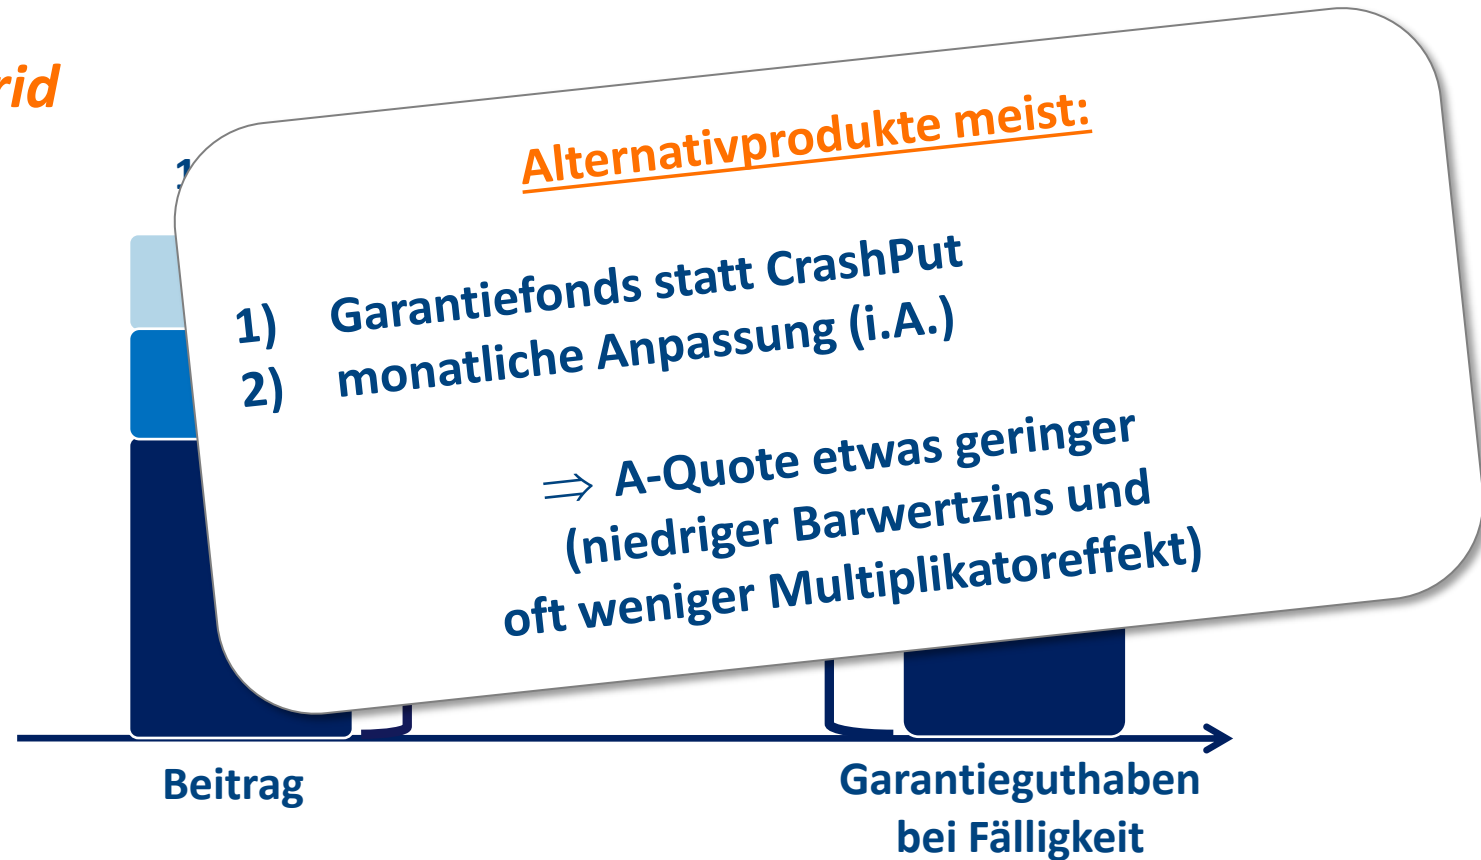 Alternativprodukte meist:
1) Garantiefonds statt CrashPut
2) monatliche Anpassung (i.A.)
⇒ A-Quote etwas geringer
(niedriger Barwertzins und
oft weniger Multiplikatoreffekt)
Beitrag
Garantieguthaben
bei Fälligkeit